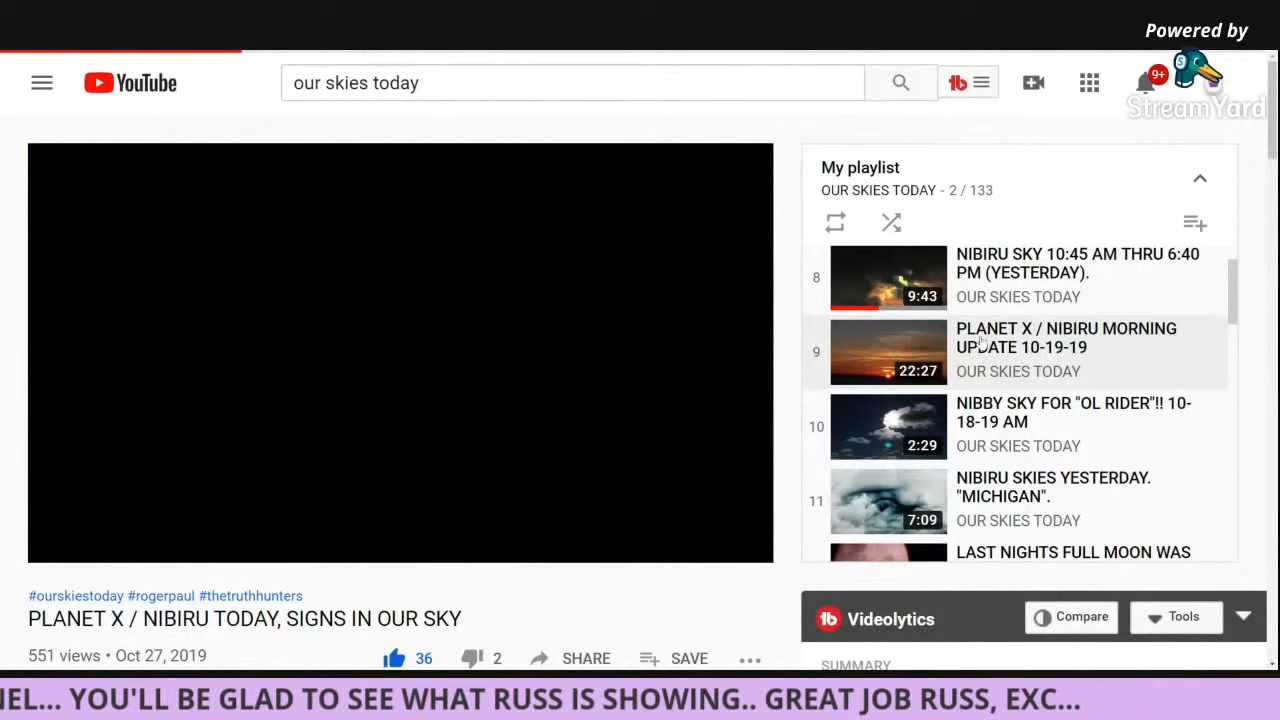 Powered by
StreamYard
YouTube
our skies today
9+
My playlist
OUR SKIES TODAY - 2 / 133
8
9:43
NIBIRU SKY 10:45 AM THRU 6:40
PM (YESTERDAY).
OUR SKIES TODAY
9
22:27
PLANET X / NIBIRU MORNING
UPDATE 10-19-19
OUR SKIES TODAY
10
2:29
NIBBY SKY FOR "OL RIDER"!! 10-
18-19 AM
OUR SKIES TODAY
11
7:09
NIBIRU SKIES YESTERDAY.
"MICHIGAN".
OUR SKIES TODAY
LAST NIGHTS FULL MOON WAS
#ourskiestoday #rogerpaul #thetruthhunters
PLANET X / NIBIRU TODAY, SIGNS IN OUR SKY
551 views • Oct 27, 2019
36
2
SHARE
SAVE
Videolytics
Compare
Tools
SUMMARY
NEL... YOU'LL BE GLAD TO SEE WHAT RUSS IS SHOWING.. GREAT JOB RUSS, EXC...